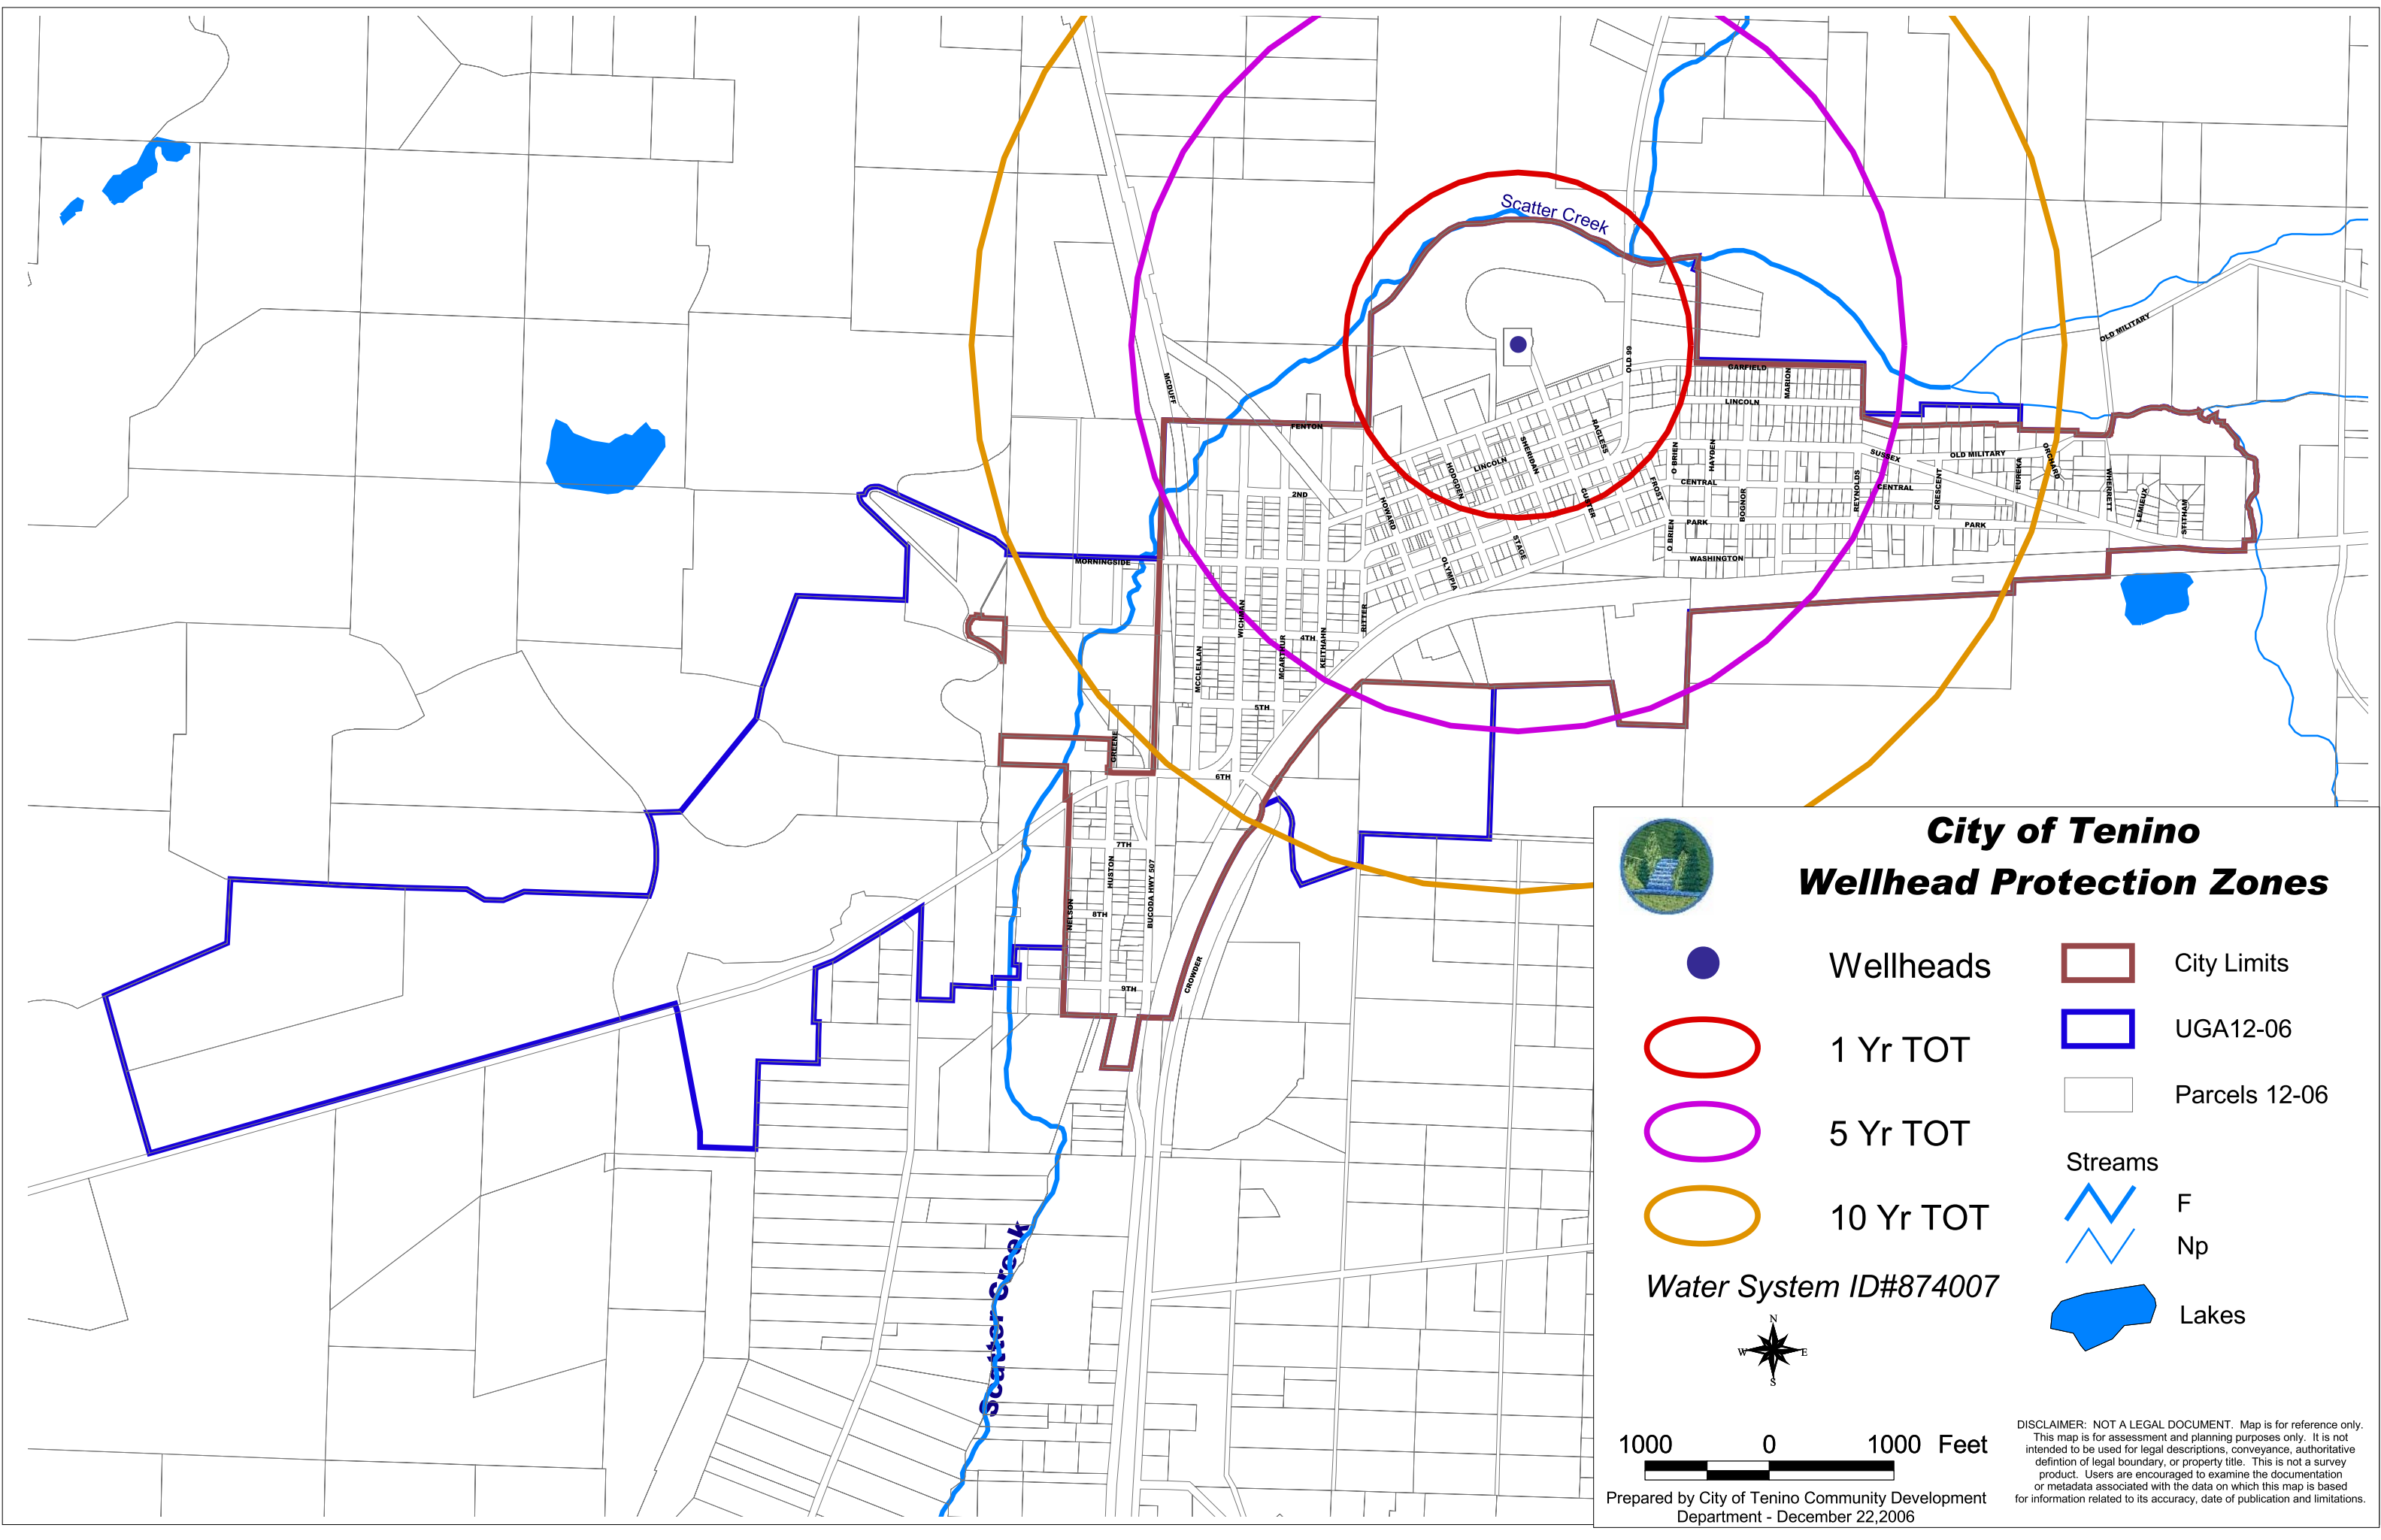 Scatter Creek
OLD MILITARY
OLD 99
MCDUFF
GARFIELD
MARION
LINCOLN
FENTON
RAGLESS
SHERIDAN
HODGDEN
LINCOLN
O BRIEN
HAYDEN
SUSSEX
OLD MILITARY
ORCHARD
EUREKA
CENTRAL
CENTRAL
REYNOLDS
CRESCENT
WHERRETT
LEMIEUX
STITHAM
2ND
HOWARD
CUSTER
FROST
BOGNOR
PARK
PARK
O BRIEN
STAGE
WASHINGTON
OLYMPIA
MORNINGSIDE
WICHMAN
RITTER
4TH
KEITHAHN
MCARTHUR
MCCLELLAN
5TH
GREENE
6TH
7TH
HUSTON
BUCODA HWY 507
NELSON
8TH
CROWDER
9TH
Scatter Creek
City of Tenino
Wellhead Protection Zones
Wellheads
City Limits
1 Yr TOT
UGA12-06
Parcels 12-06
5 Yr TOT
Streams
F
10 Yr TOT
Np
Water System ID#874007
Lakes
N
W E
S
1000 0 1000 Feet
Prepared by City of Tenino Community Development
Department - December 22,2006
DISCLAIMER: NOT A LEGAL DOCUMENT. Map is for reference only.
This map is for assessment and planning purposes only. It is not
intended to be used for legal descriptions, conveyance, authoritative
defintion of legal boundary, or property title. This is not a survey
product. Users are encouraged to examine the documentation
or metadata associated with the data on which this map is based
for information related to its accuracy, date of publication and limitations.